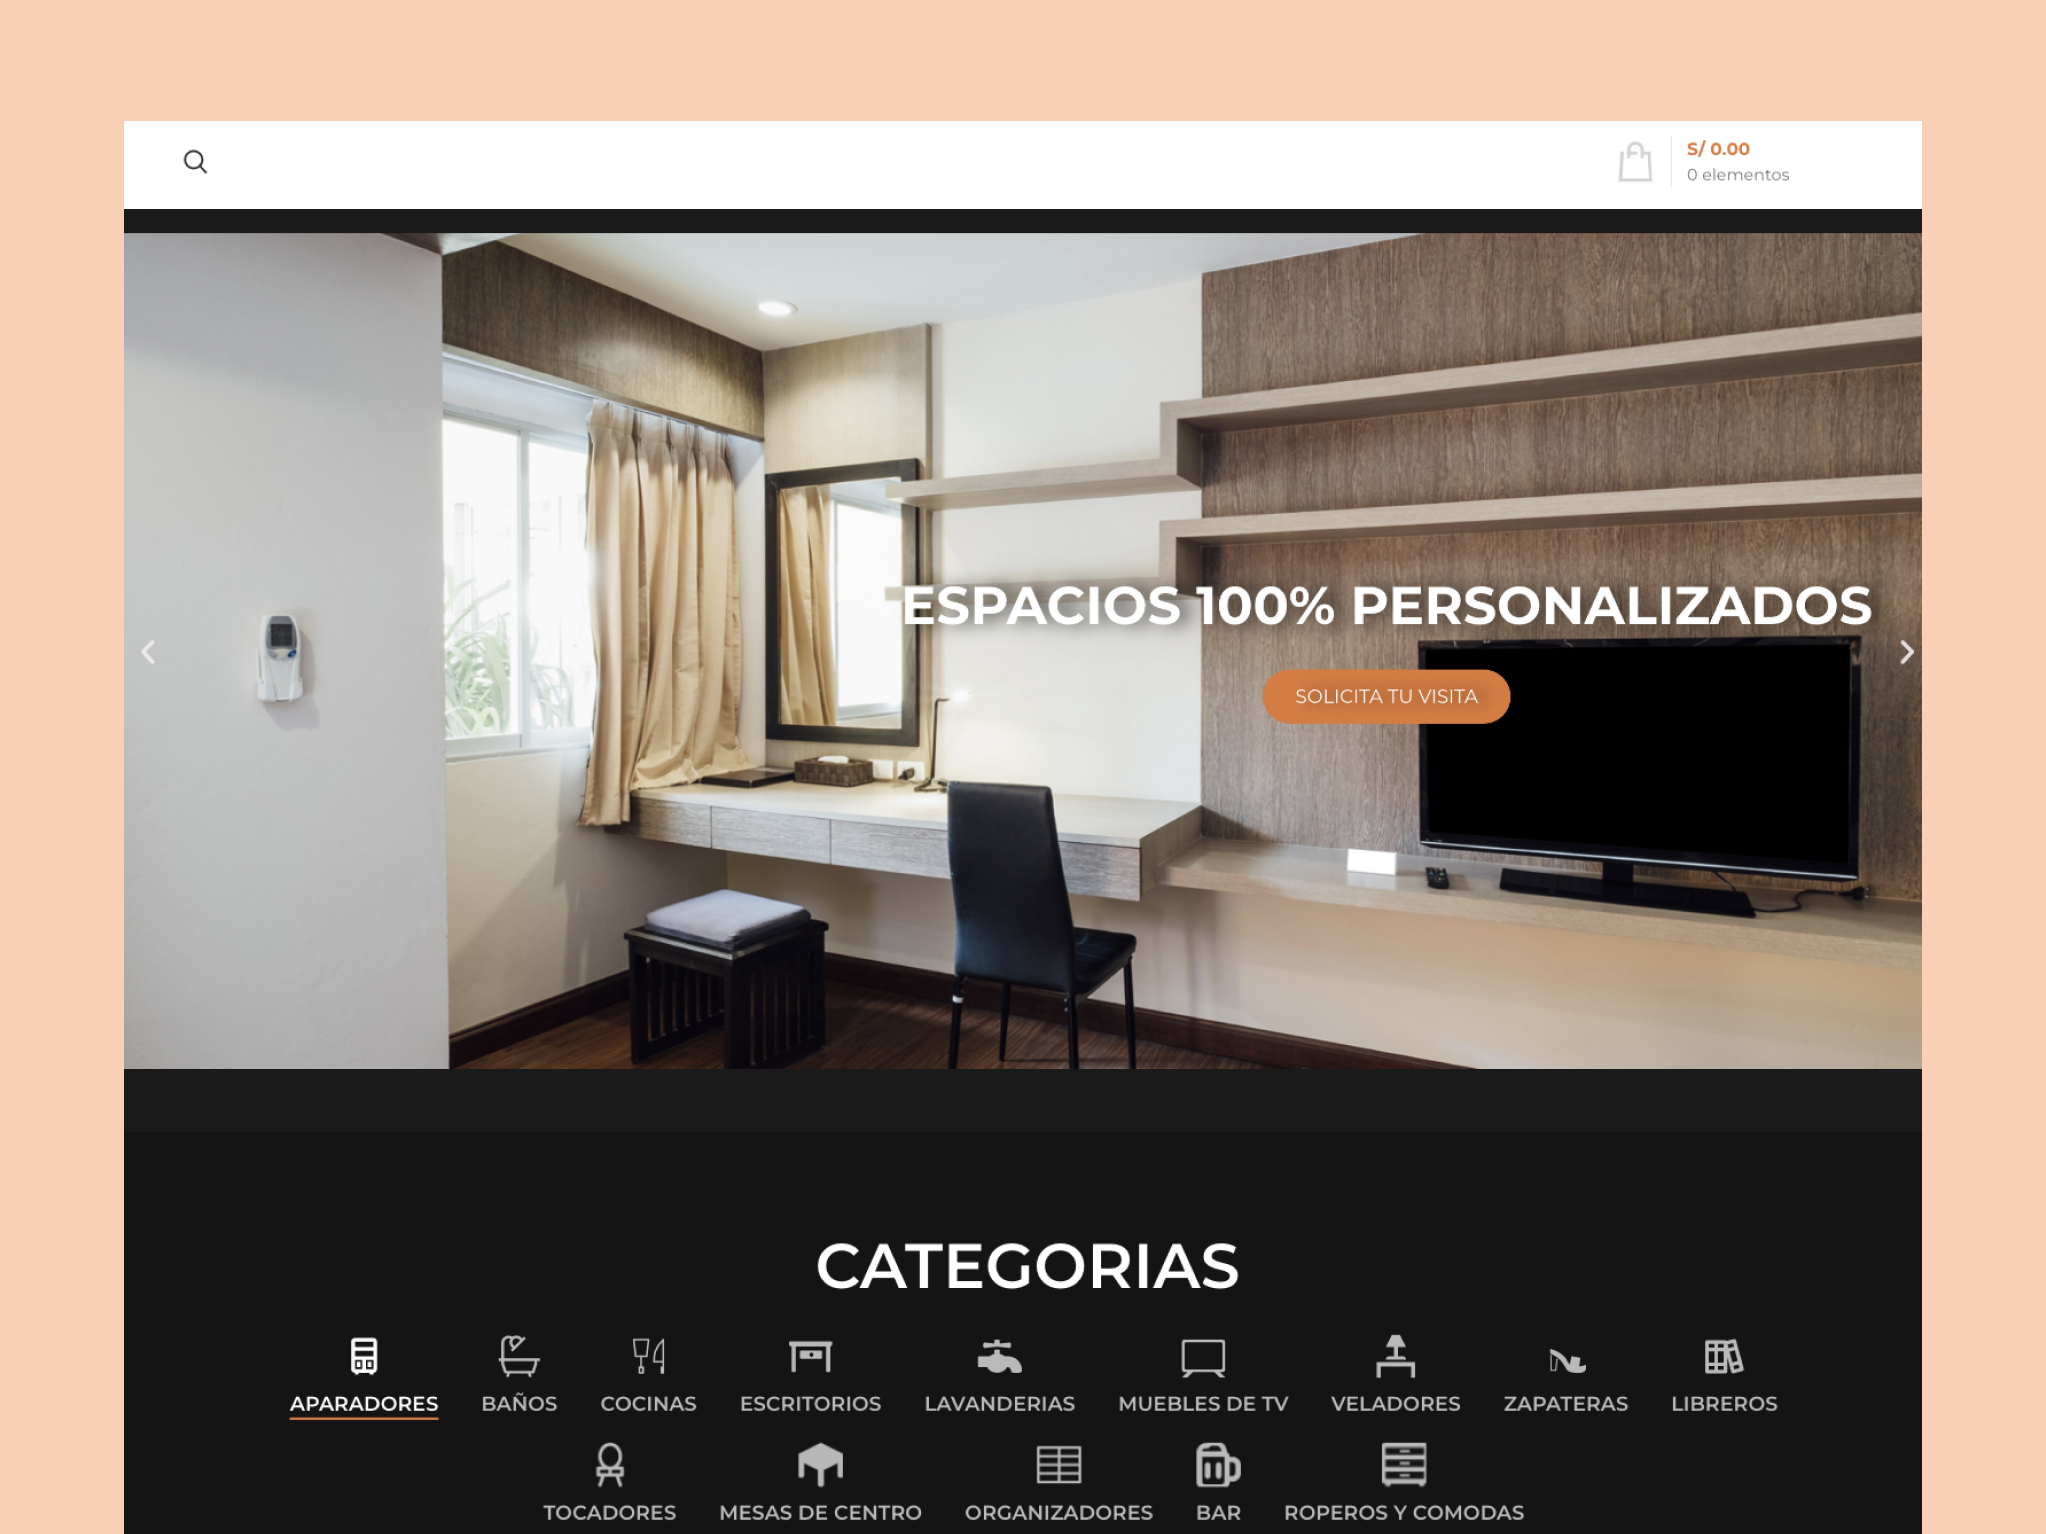 S/ 0.00
0 elementos
ESPACIOS 100% PERSONALIZADOS
SOLICITA TU VISITA
CATEGORIAS
APARADORES BAÑOS COCINAS ESCRITORIOS LAVANDERIAS MUEBLES DE TV VELADORES ZAPATERAS LIBREROS
TOCADORES MESAS DE CENTRO ORGANIZADORES BAR ROPEROS Y COMODAS